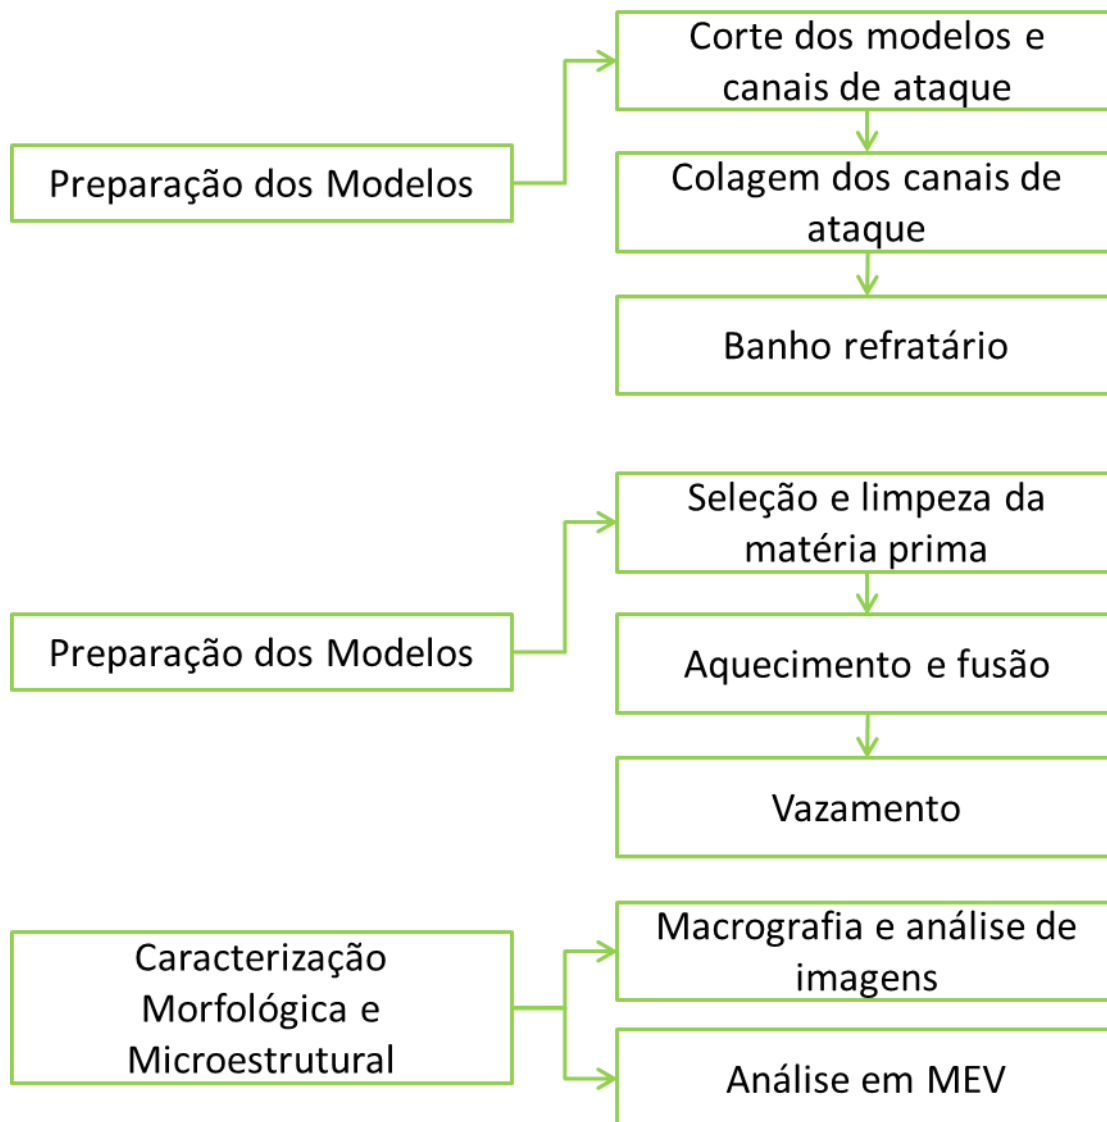 Preparação dos Modelos
Corte dos modelos e
canais de ataque
Colagem dos canais de
ataque
Banho refratário
Preparação dos Modelos
Seleção e limpeza da
matéria prima
Aquecimento e fusão
Vazamento
Caracterização
Morfológica e
Microestrutural
Macrografia e análise de
imagens
Análise em MEV